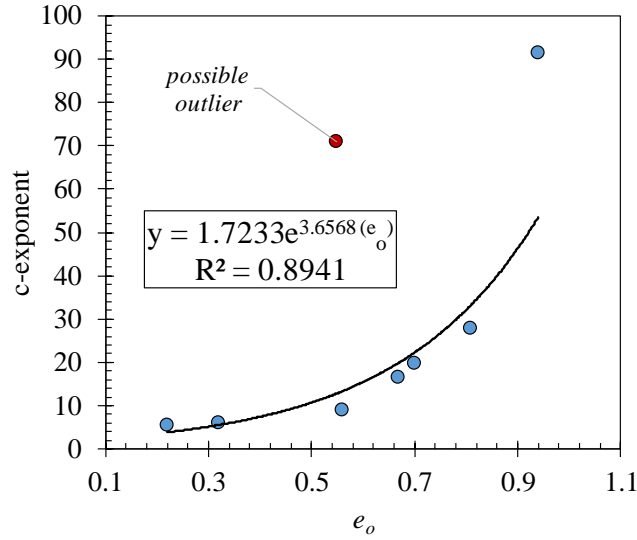 100
90
80
70
60
50
40
30
20
10
0
c-exponent
possible
outlier
y = 1.7233e^3.6568 (e_o)
R² = 0.8941
0.1 0.3 0.5 0.7 0.9 1.1
e_o